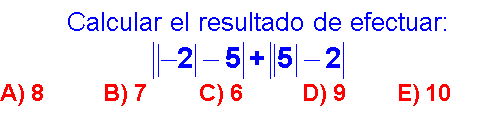 Calcular el resultado de efectuar:
||−2|−5|+||5|−2|
A) 8 B) 7 C) 6 D) 9 E) 10